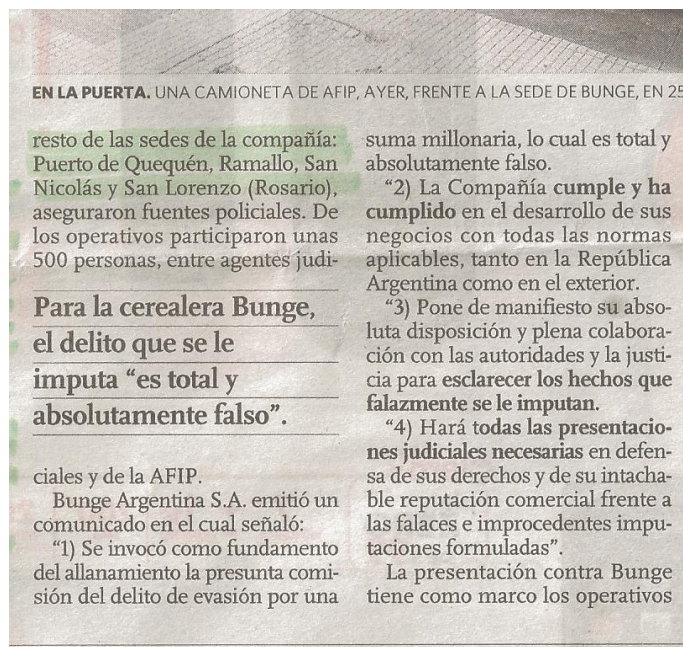 EN LA PUERTA. UNA CAMIONETA DE AFIP, AYER, FRENTE A LA SEDE DE BUNGE, EN 25
resto de las sedes de la compañía:
Puerto de Quequén, Ramallo, San
Nicolás y San Lorenzo (Rosario),
aseguraron fuentes policiales. De
los operativos participaron unas
500 personas, entre agentes judi-
Para la cerealera Bunge,
el delito que se le
imputa “es total y
absolutamente falso”.
ciales y de la AFIP.
Bunge Argentina S.A. emitió un
comunicado en el cual señaló:
“1) Se invocó como fundamento
del allanamiento la presunta comi-
sión del delito de evasión por una
suma millonaria, lo cual es total y
absolutamente falso.
“2) La Compañía cumple y ha
cumplido en el desarrollo de sus
negocios con todas las normas
aplicables, tanto en la República
Argentina como en el exterior.
“3) Pone de manifiesto su abso-
luta disposición y plena colabora-
ción con las autoridades y la justi-
cia para esclarecer los hechos que
falazmente se le imputan.
“4) Hará todas las presentacio-
nes judiciales necesarias en defen-
sa de sus derechos y de su intacha-
ble reputación comercial frente a
las falaces e improcedentes impu-
taciones formuladas”.
La presentación contra Bunge
tiene como marco los operativos